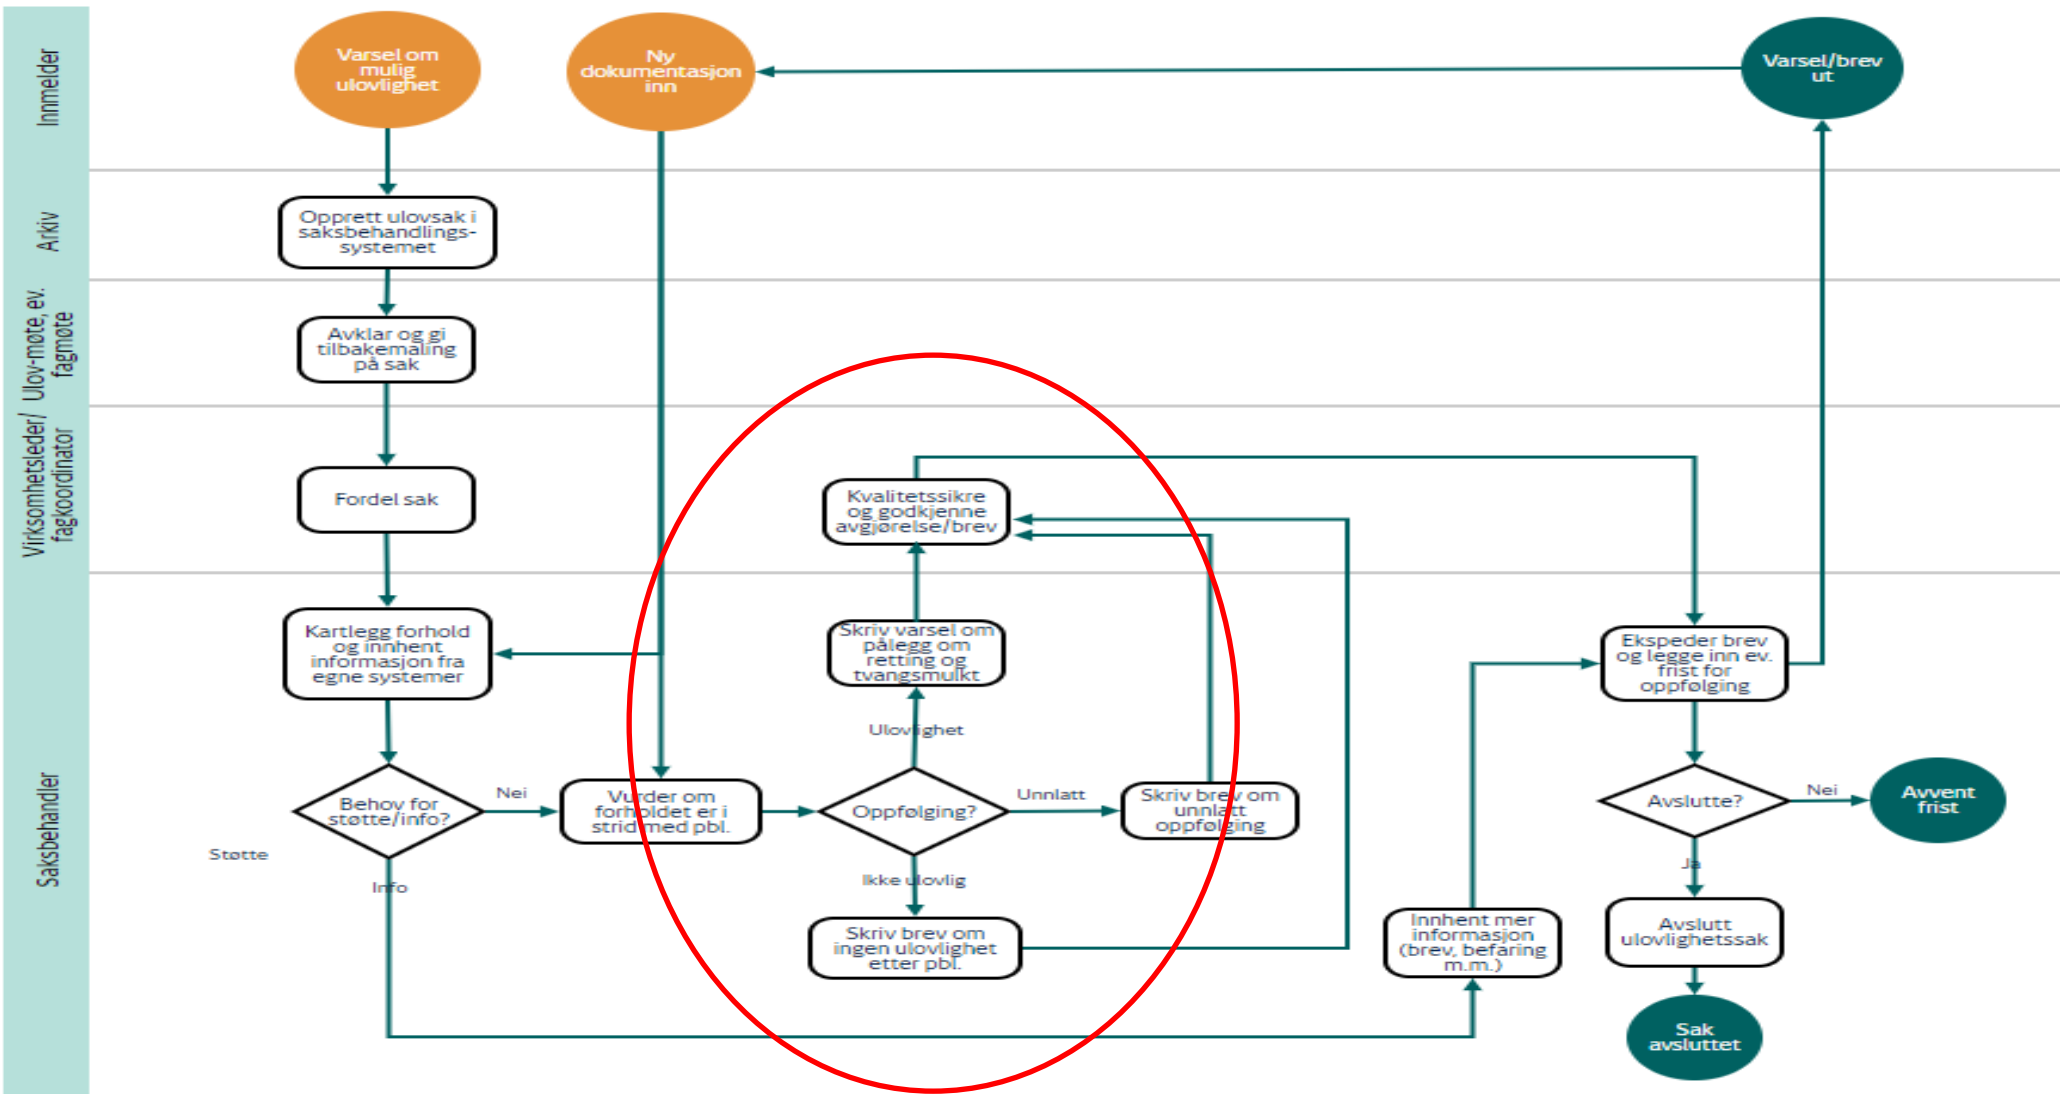 Innmelder
Varsel om
mulig
ulovlighet
Ny
dokumentasjon
inn
Varsel/brev
ut
Arkiv
Opprett ulovsak i
saksbehandlings-
systemet
Ulov-møte, ev.
fagmøte
Avklar og gi
tilbakemaling
på sak
Virksomhetsleder/
fagkoordinator
Fordel sak
Kvalitetssikre
og godkjenne
avgjørelse/brev
Saksbehandler
Kartlegg forhold
og innhent
informasjon fra
egne systemer
Skriv varsel om
pålegg om
retting og
tvangsmulkt
Ekspeder brev
og legge inn ev.
frist for
oppfølging
Ulovlighet
Behov for
støtte/info?
Nei
Vurder om
forholdet er i
strid med pbl.
Oppfølging?
Unnlatt
Skriv brev om
unnlatt
oppfølging
Avslutte?
Nei
Avvent
frist
Støtte
Info
Ikke ulovlig
Ja
Skriv brev om
ingen ulovlighet
etter pbl.
Innhent mer
informasjon
(brev, befaring
m.m.)
Avslutt
ulovlighetssak
Sak
avsluttet